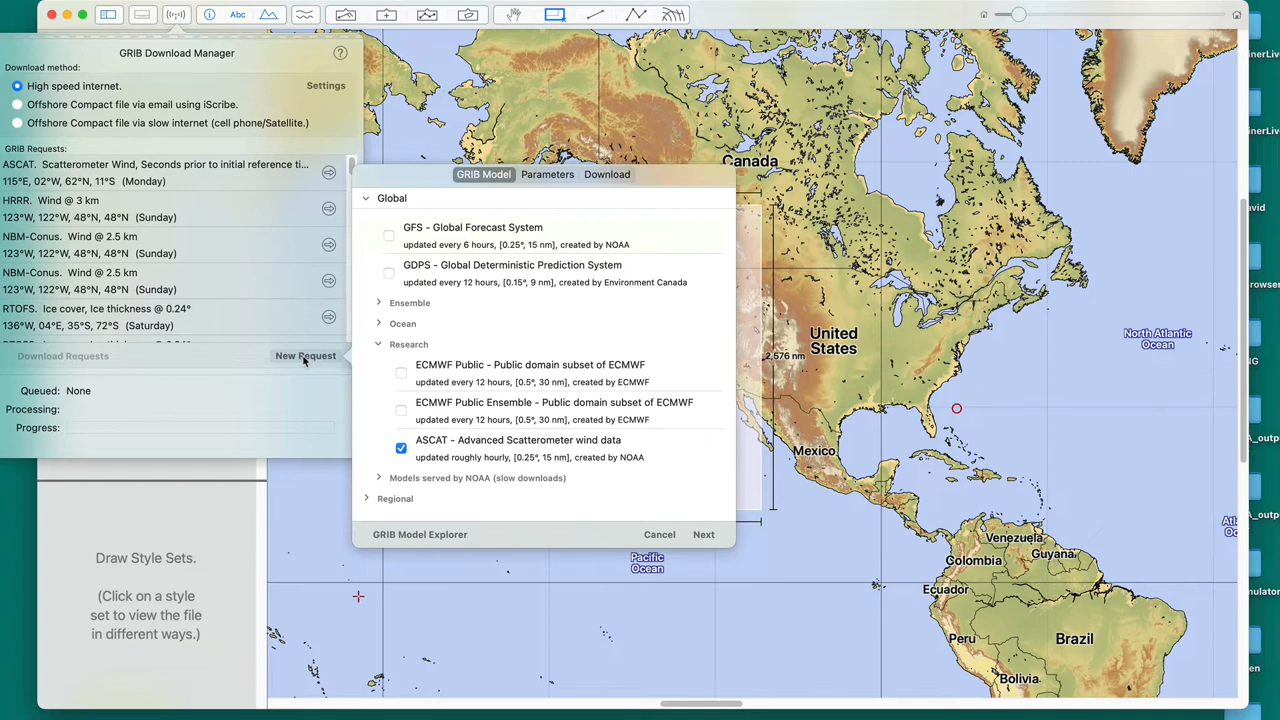 Abc
GRIB Download Manager
?
Download method:
High speed internet.
Settings
Offshore Compact file via email using iScribe.
Offshore Compact file via slow internet (cell phone/Satellite.)
GRIB Requests:
ASCAT. Scatterometer Wind, Seconds prior to initial reference ti...
115°E, 02°W, 62°N, 11°S (Monday)
HRRR. Wind @ 3 km
123°W, 122°W, 48°N, 48°N (Sunday)
NBM-Conus. Wind @ 2.5 km
123°W, 122°W, 48°N, 48°N (Sunday)
NBM-Conus. Wind @ 2.5 km
123°W, 122°W, 48°N, 48°N (Sunday)
RTOFS. Ice cover, Ice thickness @ 0.24°
136°W, 04°E, 35°S, 72°S (Saturday)
Download Requests
New Request
Queued: None
Processing:
Progress:
Draw Style Sets.
(Click on a style
set to view the file
in different ways.)
GRIB Model
Parameters
Download
Global
GFS - Global Forecast System
updated every 6 hours, [0.25°, 15 nm], created by NOAA
GDPS - Global Deterministic Prediction System
updated every 12 hours, [0.15°, 9 nm], created by Environment Canada
Ensemble
Ocean
Research
ECMWF Public - Public domain subset of ECMWF
updated every 12 hours, [0.5°, 30 nm], created by ECMWF
ECMWF Public Ensemble - Public domain subset of ECMWF
updated every 12 hours, [0.5°, 30 nm], created by ECMWF
ASCAT - Advanced Scatterometer wind data
updated roughly hourly, [0.25°, 15 nm], created by NOAA
Models served by NOAA (slow downloads)
Regional
GRIB Model Explorer
Cancel
Next
Canada
United
States
2,576 nm
Mexico
North Atlantic
Ocean
Pacific
Ocean
Venezuela
Guyana
Colombia
Ecuador
Peru
Brazil
Bolivia
inerLiv
inerLive
avid
rowser
NG
A_outp
A_outp
mulator
en